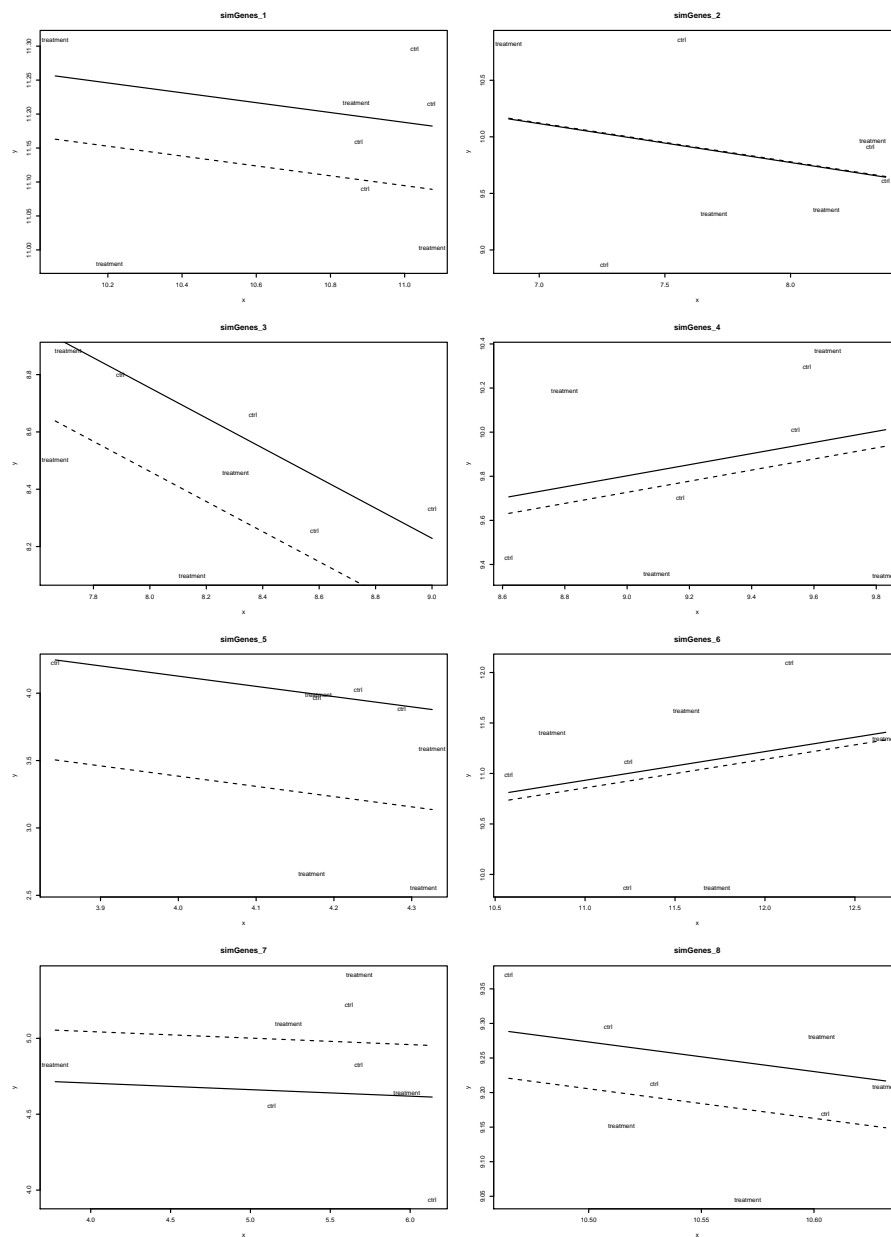 simGenes_1
treatment
ctrl
treatment
ctrl
ctrl
ctrl
treatment
treatment
11.30
11.25
11.20
11.15
11.10
11.05
11.00
y
10.2
10.4
10.6
10.8
11.0
x
simGenes_2
treatment
ctrl
treatment
ctrl
ctrl
treatment
treatment
ctrl
10.5
10.0
9.5
9.0
y
7.0
7.5
8.0
x
simGenes_3
treatment
ctrl
ctrl
treatment
treatment
ctrl
ctrl
treatment
8.8
8.6
8.4
8.2
y
7.8
8.0
8.2
8.4
8.6
8.8
9.0
x
simGenes_4
treatment
ctrl
treatment
ctrl
ctrl
ctrl
treatment
treatm
10.4
10.2
10.0
9.8
9.6
9.4
y
8.6
8.8
9.0
9.2
9.4
9.6
9.8
x
simGenes_5
ctrl
ctrl
treatment
ctrl
ctrl
treatment
treatment
treatment
4.0
3.5
3.0
2.5
y
3.9
4.0
4.1
4.2
4.3
x
simGenes_6
ctrl
treatment
treatment
treatme
ctrl
ctrl
ctrl
treatment
12.0
11.5
11.0
10.5
10.0
y
10.5
11.0
11.5
12.0
12.5
x
simGenes_7
treatment
ctrl
treatment
treatment
ctrl
treatment
ctrl
ctrl
5.0
4.5
4.0
y
4.0
4.5
5.0
5.5
6.0
x
simGenes_8
ctrl
ctrl
treatment
ctrl
treatm
ctrl
treatment
treatment
9.35
9.30
9.25
9.20
9.15
9.10
9.05
y
10.50
10.55
10.60
x